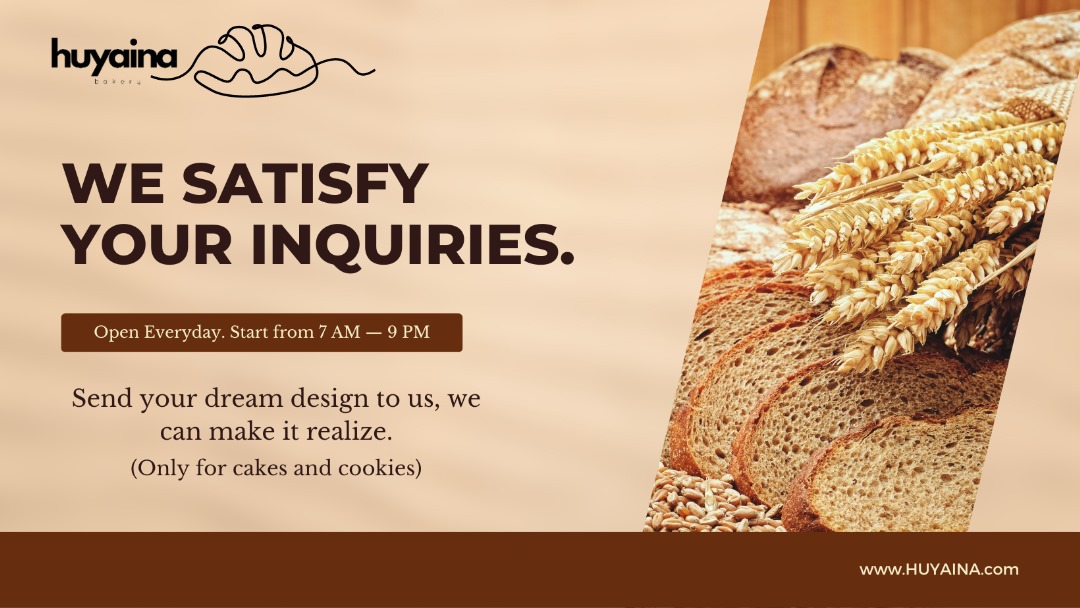 huyaina
bakery
WE SATISFY
YOUR INQUIRIES.
Open Everyday. Start from 7 AM — 9 PM
Send your dream design to us, we
can make it realize.
(Only for cakes and cookies)
www.HUYAINA.com